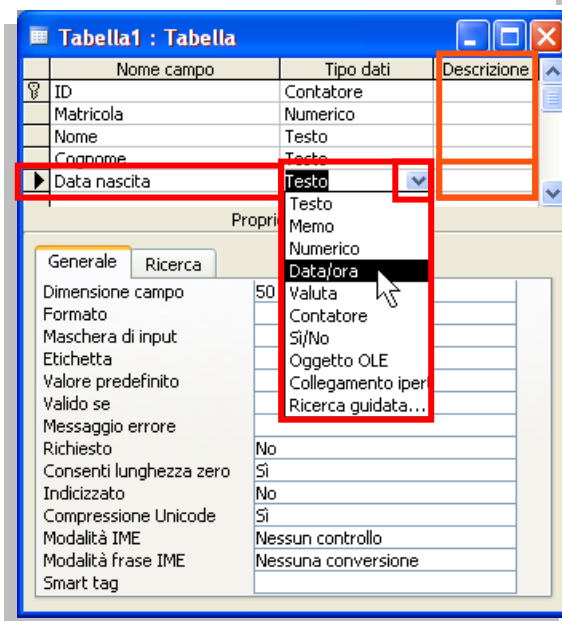 Tabella1 : Tabella
Nome campo Tipo dati Descrizione
ID Contatore
Matricola Numerico
Nome Testo
Cognome Testo
Data nascita Testo
Testo
Propri Memo
Numerico
Generale Ricerca Data/ora
Dimensione campo 50 Valuta
Formato Contatore
Maschera di input Sì/No
Etichetta Oggetto OLE
Valore predefinito Collegamento iper
Valido se Ricerca guidata...
Messaggio errore
Richiesto No
Consenti lunghezza zero Sì
Indicizzato No
Compressione Unicode Sì
Modalità IME Nessun controllo
Modalità frase IME Nessuna conversione
Smart tag